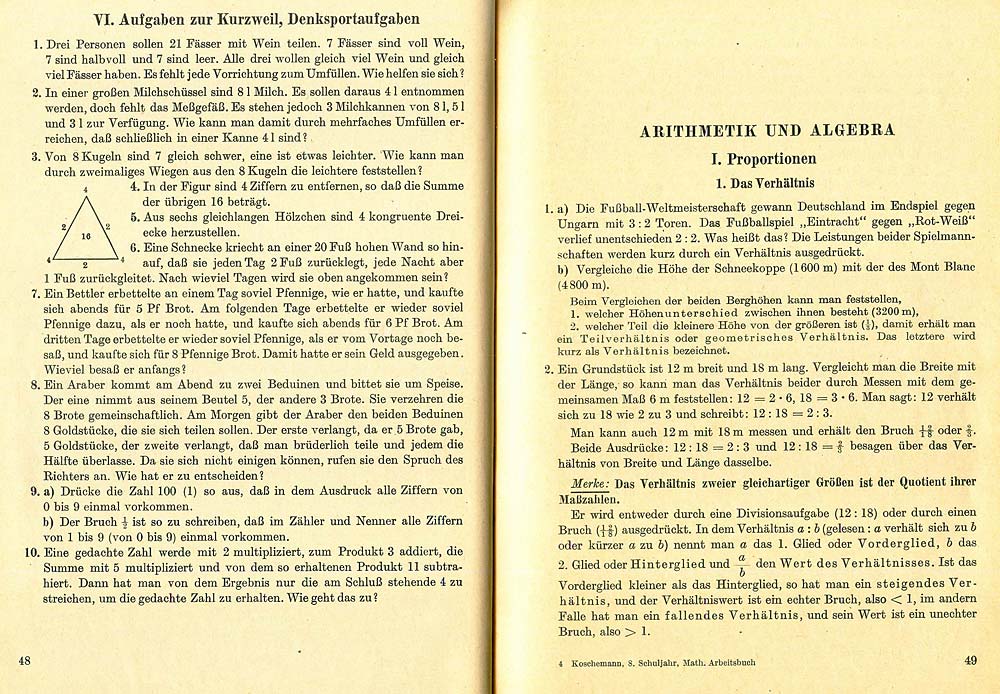 VI. Aufgaben zur Kurzweil, Denksportaufgaben
1. Drei Personen sollen 21 Fässer mit Wein teilen. 7 Fässer sind voll Wein,
7 sind halbvoll und 7 sind leer. Alle drei wollen gleich viel Wein und gleich
viel Fässer haben. Es fehlt jede Vorrichtung zum Umfüllen. Wie helfen sie sich?
2. In einer großen Milchschüssel sind 8 l Milch. Es sollen daraus 4 l entnommen
werden, doch fehlt das Meßgefäß. Es stehen jedoch 3 Milchkannen von 8 l, 5 l
und 3 l zur Verfügung. Wie kann man damit durch mehrfaches Umfüllen er-
reichen, daß schließlich in einer Kanne 4 l sind?
3. Von 8 Kugeln sind 7 gleich schwer, eine ist etwas leichter. Wie kann man
durch zweimaliges Wiegen aus den 8 Kugeln die leichtere feststellen?
4
2 2
16
4 4
2
4. In der Figur sind 4 Ziffern zu entfernen, so daß die Summe
der übrigen 16 beträgt.
5. Aus sechs gleichlangen Hölzchen sind 4 kongruente Drei-
ecke herzustellen.
6. Eine Schnecke kriecht an einer 20 Fuß hohen Wand so hin-
auf, daß sie jeden Tag 2 Fuß zurücklegt, jede Nacht aber
1 Fuß zurückgleitet. Nach wieviel Tagen wird sie oben angekommen sein?
7. Ein Bettler erbettelte an einem Tag soviel Pfennige, wie er hatte, und kaufte
sich abends für 5 Pf Brot. Am folgenden Tage erbettelte er wieder soviel
Pfennige dazu, als er noch hatte, und kaufte sich abends für 6 Pf Brot. Am
dritten Tage erbettelte er wieder soviel Pfennige, als er vom Vortage noch be-
saß, und kaufte sich für 8 Pfennige Brot. Damit hatte er sein Geld ausgegeben.
Wieviel besaß er anfangs?
8. Ein Araber kommt am Abend zu zwei Beduinen und bittet sie um Speise.
Der eine nimmt aus seinem Beutel 5, der andere 3 Brote. Sie verzehren die
8 Brote gemeinschaftlich. Am Morgen gibt der Araber den beiden Beduinen
8 Goldstücke, die sie sich teilen sollen. Der erste verlangt, da er 5 Brote gab,
5 Goldstücke, der zweite verlangt, daß man brüderlich teile und jedem die
Hälfte überlasse. Da sie sich nicht einigen können, rufen sie den Spruch des
Richters an. Wie hat er zu entscheiden?
9. a) Drücke die Zahl 100 (1) so aus, daß in dem Ausdruck alle Ziffern von
0 bis 9 einmal vorkommen.
b) Der Bruch ½ ist so zu schreiben, daß im Zähler und Nenner alle Ziffern
von 1 bis 9 (von 0 bis 9) einmal vorkommen.
10. Eine gedachte Zahl werde mit 2 multipliziert, zum Produkt 3 addiert, die
Summe mit 5 multipliziert und von dem so erhaltenen Produkt 11 subtra-
hiert. Dann hat man von dem Ergebnis nur die am Schluß stehende 4 zu
streichen, um die gedachte Zahl zu erhalten. Wie geht das zu?
48
ARITHMETIK UND ALGEBRA
I. Proportionen
1. Das Verhältnis
1. a) Die Fußball-Weltmeisterschaft gewann Deutschland im Endspiel gegen
Ungarn mit 3 : 2 Toren. Das Fußballspiel „Eintracht“ gegen „Rot-Weiß“
verlief unentschieden 2 : 2. Was heißt das? Die Leistungen beider Spielmann-
schaften werden kurz durch ein Verhältnis ausgedrückt.
b) Vergleiche die Höhe der Schneekoppe (1600 m) mit der des Mont Blanc
(4800 m).
Beim Vergleichen der beiden Berghöhen kann man feststellen,
1. welcher Höhenunterschied zwischen ihnen besteht (3200 m),
2. welcher Teil die kleinere Höhe von der größeren ist (⅓), damit erhält man
ein Teilverhältnis oder geometrisches Verhältnis. Das letztere wird
kurz als Verhältnis bezeichnet.
2. Ein Grundstück ist 12 m breit und 18 m lang. Vergleicht man die Breite mit
der Länge, so kann man das Verhältnis beider durch Messen mit dem ge-
meinsamen Maß 6 m feststellen: 12 = 2 · 6, 18 = 3 · 6. Man sagt: 12 verhält
sich zu 18 wie 2 zu 3 und schreibt: 12 : 18 = 2 : 3.
Man kann auch 12 m mit 18 m messen und erhält den Bruch 12/18 oder ⅔.
Beide Ausdrücke: 12 : 18 = 2 : 3 und 12 : 18 = ⅔ besagen über das Ver-
hältnis von Breite und Länge dasselbe.
Merke: Das Verhältnis zweier gleichartiger Größen ist der Quotient ihrer
Maßzahlen.
Er wird entweder durch eine Divisionsaufgabe (12 : 18) oder durch einen
Bruch (12/18) ausgedrückt. In dem Verhältnis a : b (gelesen: a verhält sich zu b
oder kürzer a zu b) nennt man a das 1. Glied oder Vorderglied, b das
2. Glied oder Hinterglied und a/b den Wert des Verhältnisses. Ist das
Vorderglied kleiner als das Hinterglied, so hat man ein steigendes Ver-
hältnis, und der Verhältniswert ist ein echter Bruch, also < 1, im andern
Falle hat man ein fallendes Verhältnis, und sein Wert ist ein unechter
Bruch, also > 1.
4 Koschemann, 8. Schuljahr, Math. Arbeitsbuch
49